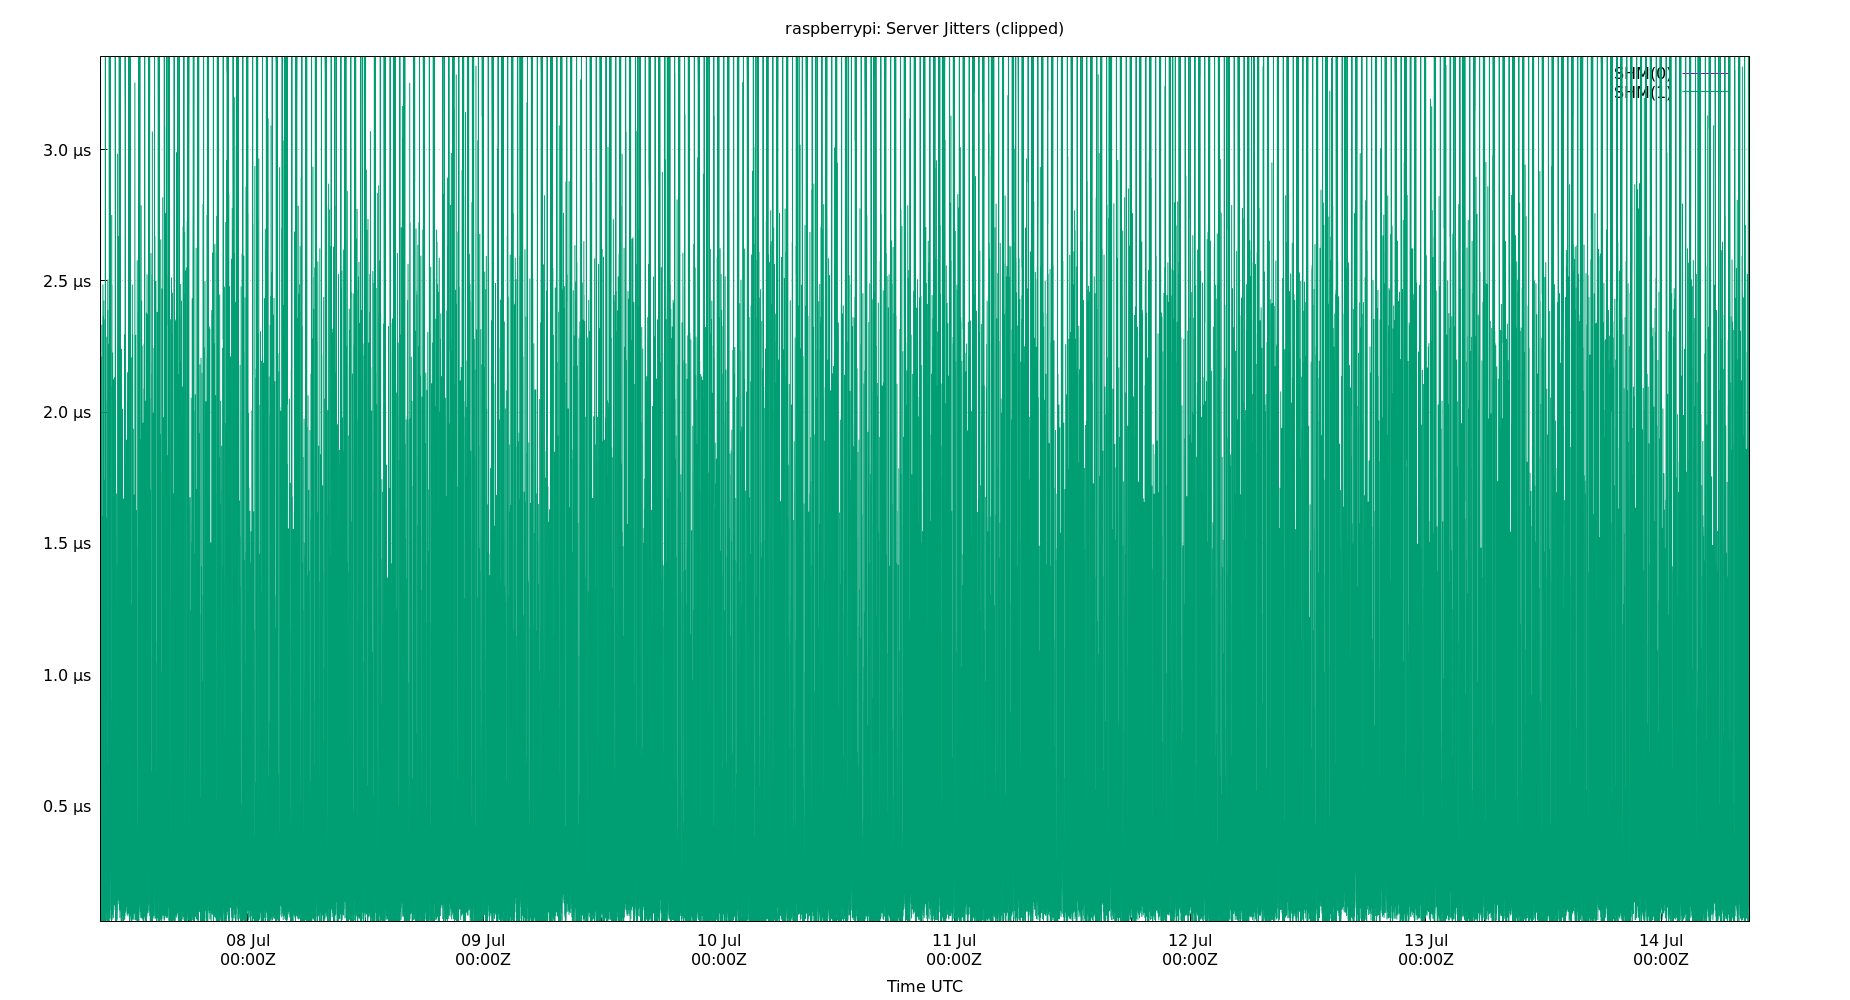 raspberrypi: Server Jitters (clipped)
SHM(0)
SHM(1)
3.0 μs
2.5 μs
2.0 μs
1.5 μs
1.0 μs
0.5 μs
08 Jul 09 Jul 10 Jul 11 Jul 12 Jul 13 Jul 14 Jul
00:00Z 00:00Z 00:00Z 00:00Z 00:00Z 00:00Z 00:00Z
Time UTC